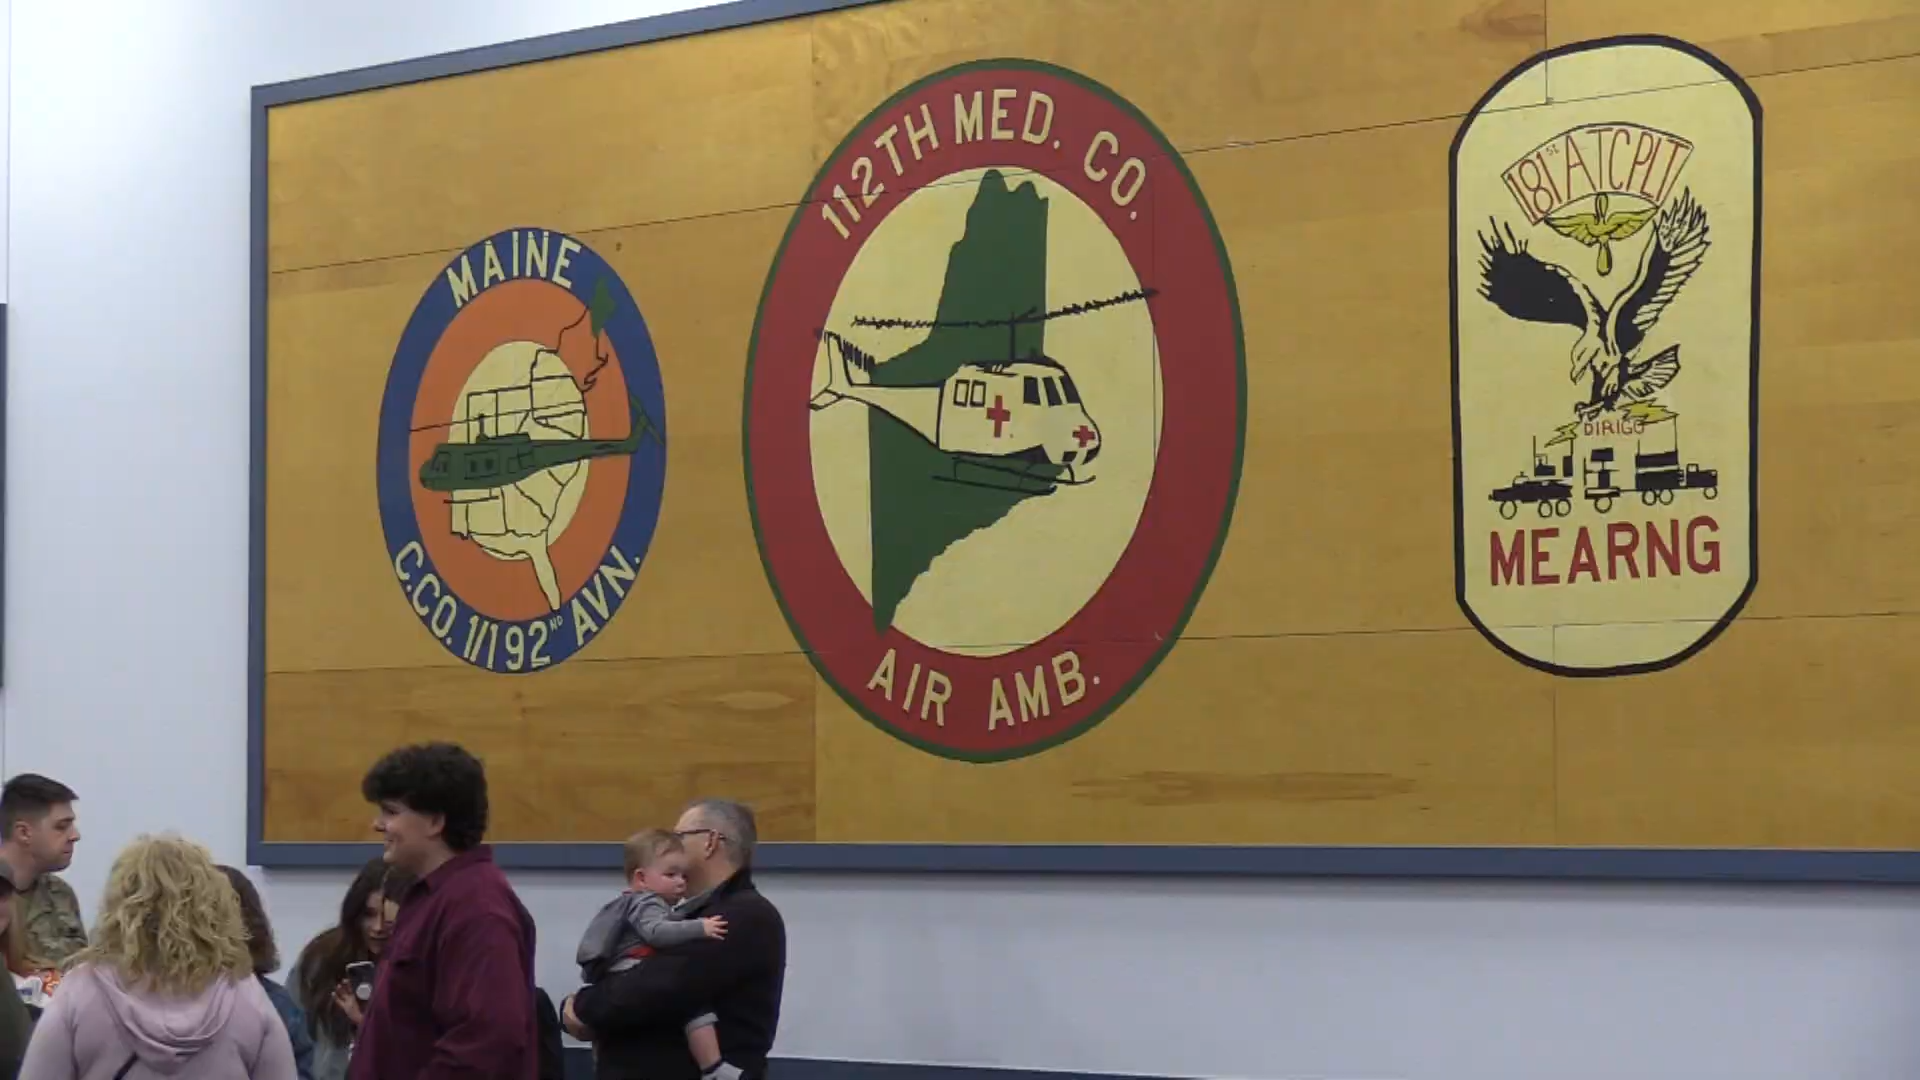 MAINE
C.CO. 1/192ND AVN.
112TH MED. CO.
AIR AMB.
181ST ATC PLT
DIRIGO
MEARNG